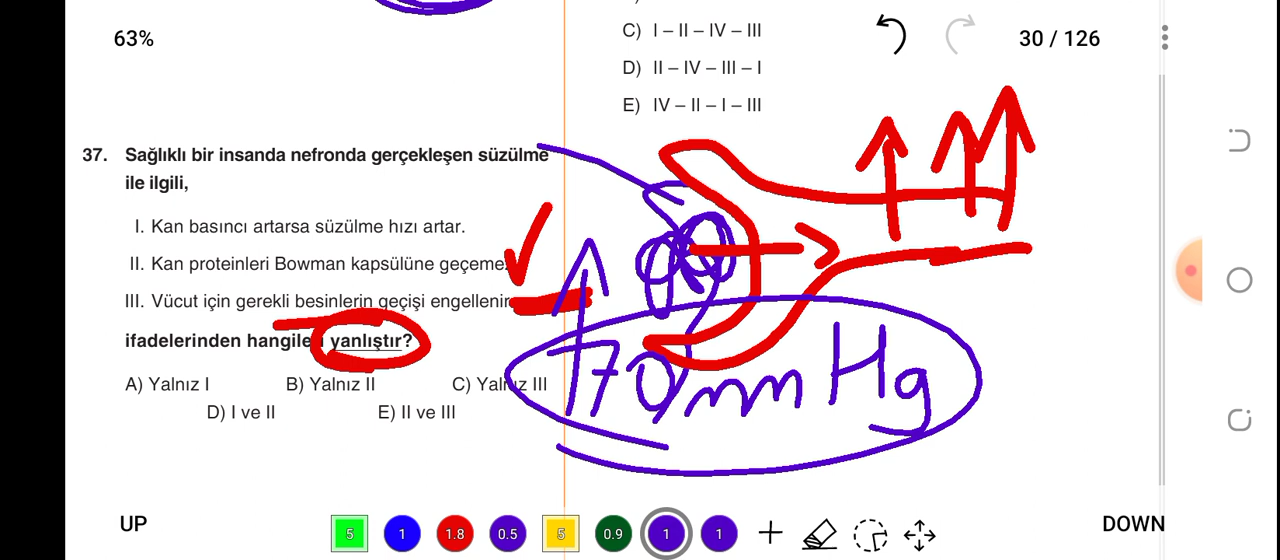 63%
30 / 126
C) I – II – IV – III
D) II – IV – III – I
E) IV – II – I – III
37. Sağlıklı bir insanda nefronda gerçekleşen süzülme
ile ilgili,
I. Kan basıncı artarsa süzülme hızı artar.
II. Kan proteinleri Bowman kapsülüne geçemez.
III. Vücut için gerekli besinlerin geçişi engellenir.
ifadelerinden hangileri yanlıştır?
A) Yalnız I B) Yalnız II C) Yalnız III
D) I ve II E) II ve III
70 mm Hg
UP
5 1 1.8 0.5 5 0.9 1 1
DOWN